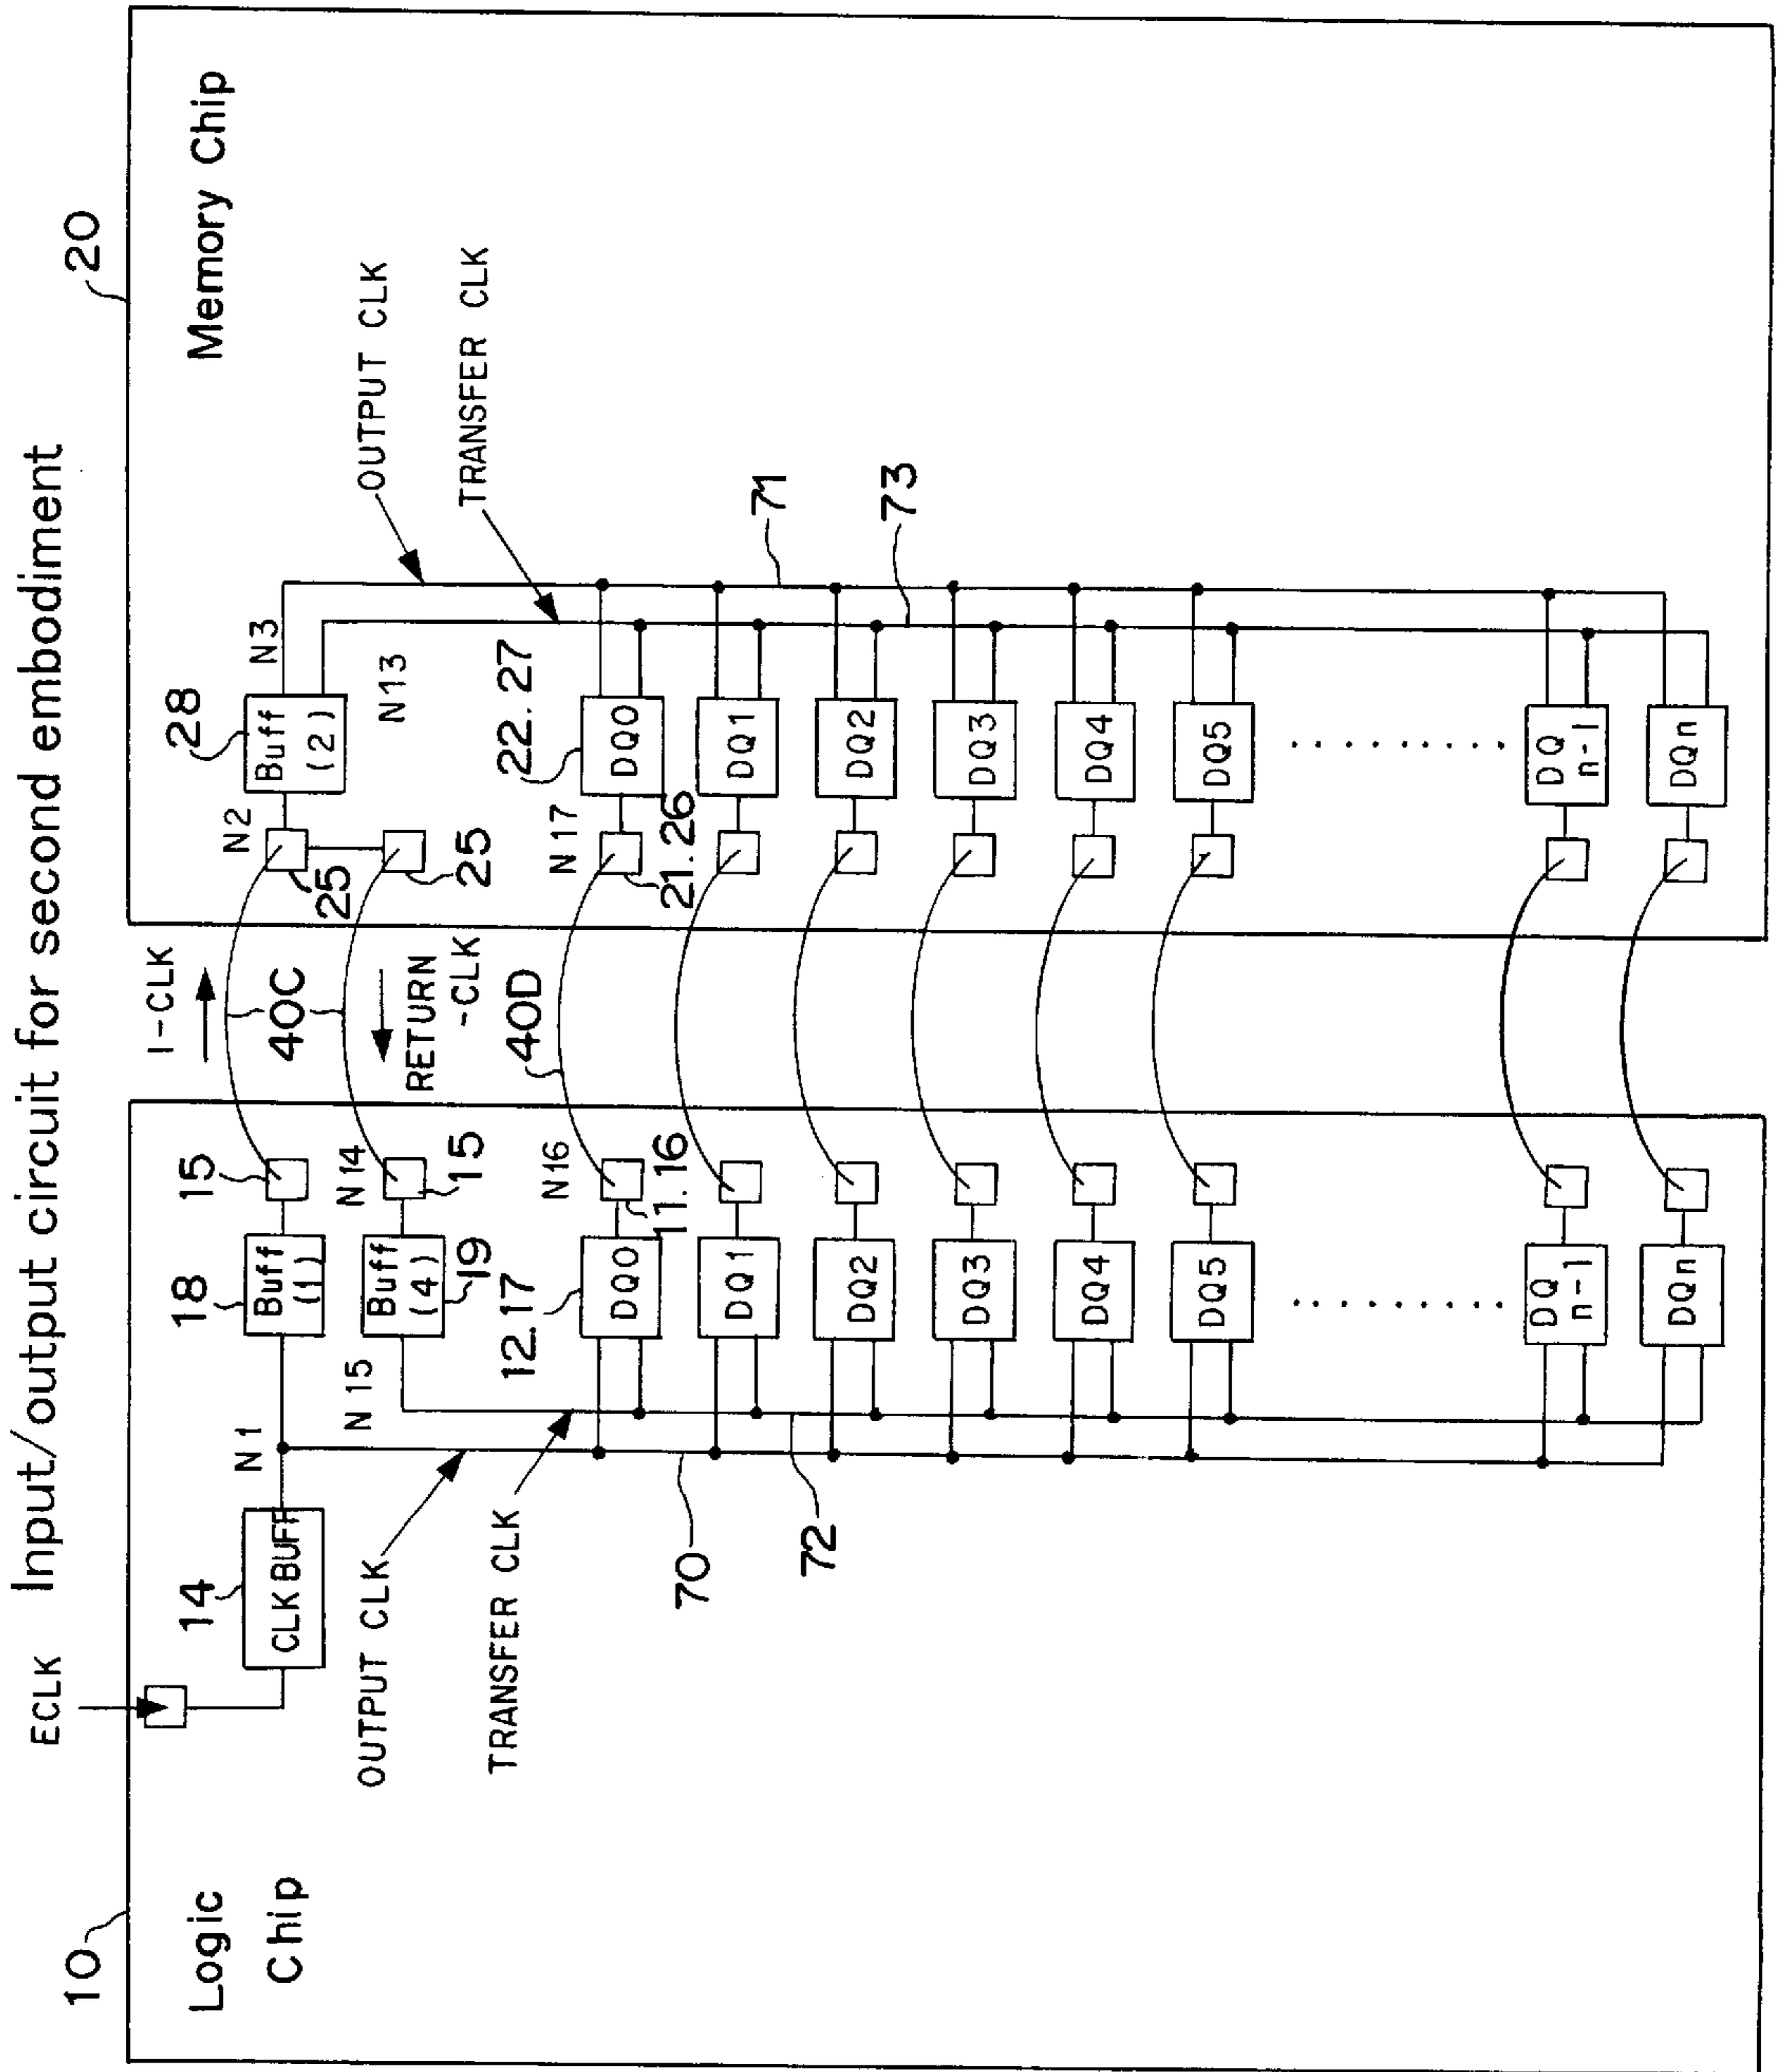 Input/output circuit for second embodiment
ECLK
10
20
Logic
Chip
Memory Chip
14
CLK BUFF
N1
18
Buff
(1)
15
I-CLK
40C
N2
25
28
Buff
(2)
N3
N13
N15
Buff
(4)
19
N14
15
RETURN
-CLK
25
OUTPUT CLK
TRANSFER CLK
OUTPUT CLK
TRANSFER CLK
12.17
DQ0
N16
11.16
40D
N17
21.26
22.27
DQ0
DQ1
DQ1
70
72
71
73
DQ2
DQ2
DQ3
DQ3
DQ4
DQ4
DQ5
DQ5
..........
..........
DQ
n-1
DQ
n-1
DQn
DQn